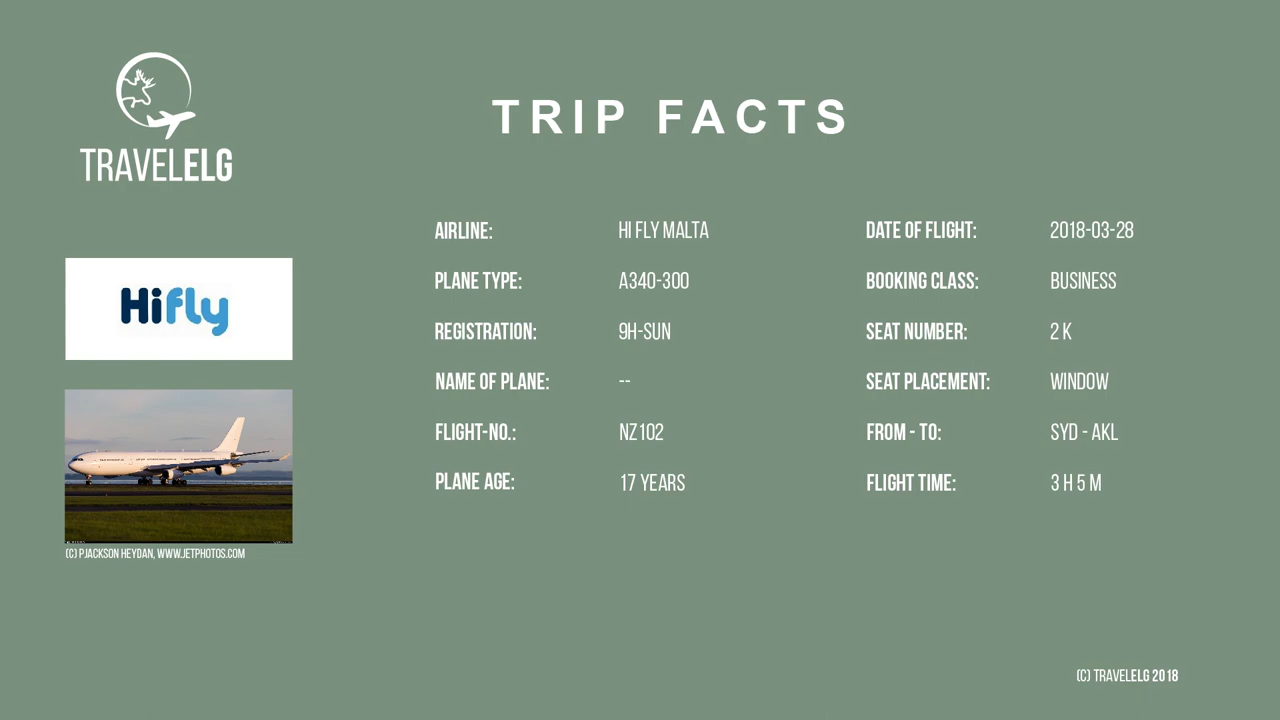 TRAVELELG
TRIP FACTS
Hifly
(C) PJACKSON HEYDAN, WWW.JETPHOTOS.COM
AIRLINE: HI FLY MALTA
PLANE TYPE: A340-300
REGISTRATION: 9H-SUN
NAME OF PLANE: --
FLIGHT-NO.: NZ102
PLANE AGE: 17 YEARS
DATE OF FLIGHT: 2018-03-28
BOOKING CLASS: BUSINESS
SEAT NUMBER: 2 K
SEAT PLACEMENT: WINDOW
FROM - TO: SYD - AKL
FLIGHT TIME: 3 H 5 M
(C) TRAVELELG 2018